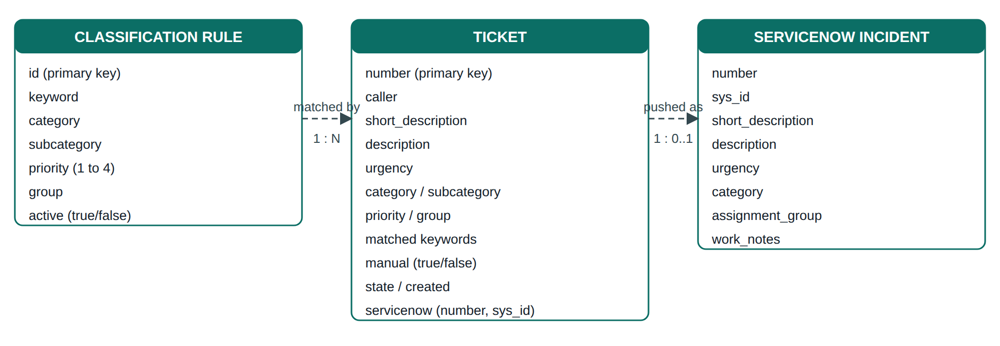 CLASSIFICATION RULE
id (primary key)
keyword
category
subcategory
priority (1 to 4)
group
active (true/false)
matched by
1 : N
TICKET
number (primary key)
caller
short_description
description
urgency
category / subcategory
priority / group
matched keywords
manual (true/false)
state / created
servicenow (number, sys_id)
pushed as
1 : 0..1
SERVICENOW INCIDENT
number
sys_id
short_description
description
urgency
category
assignment_group
work_notes